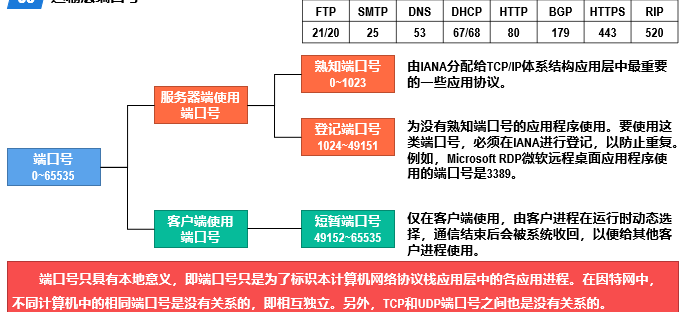 FTP SMTP DNS DHCP HTTP BGP HTTPS RIP
21/20 25 53 67/68 80 179 443 520
熟知端口号
0~1023
由IANA分配给TCP/IP体系结构应用层中最重要
的一些应用协议。
服务器端使用
端口号
登记端口号
1024~49151
为没有熟知端口号的应用程序使用。要使用这
类端口号，必须在IANA进行登记，以防止重复。
例如，Microsoft RDP微软远程桌面应用程序使
用的端口号是3389。
端口号
0~65535
客户端使用
端口号
短暂端口号
49152~65535
仅在客户端使用，由客户进程在运行时动态
选择，通信结束后会被系统收回，以便给其他客
户进程使用。
端口号只具有本地意义，即端口号只是为了标识本计算机网络协议栈应用层中的各应用进程。在因特网中，
不同计算机中的相同端口号是没有关系的，即相互独立。另外，TCP和UDP端口号之间也是没有关系的。